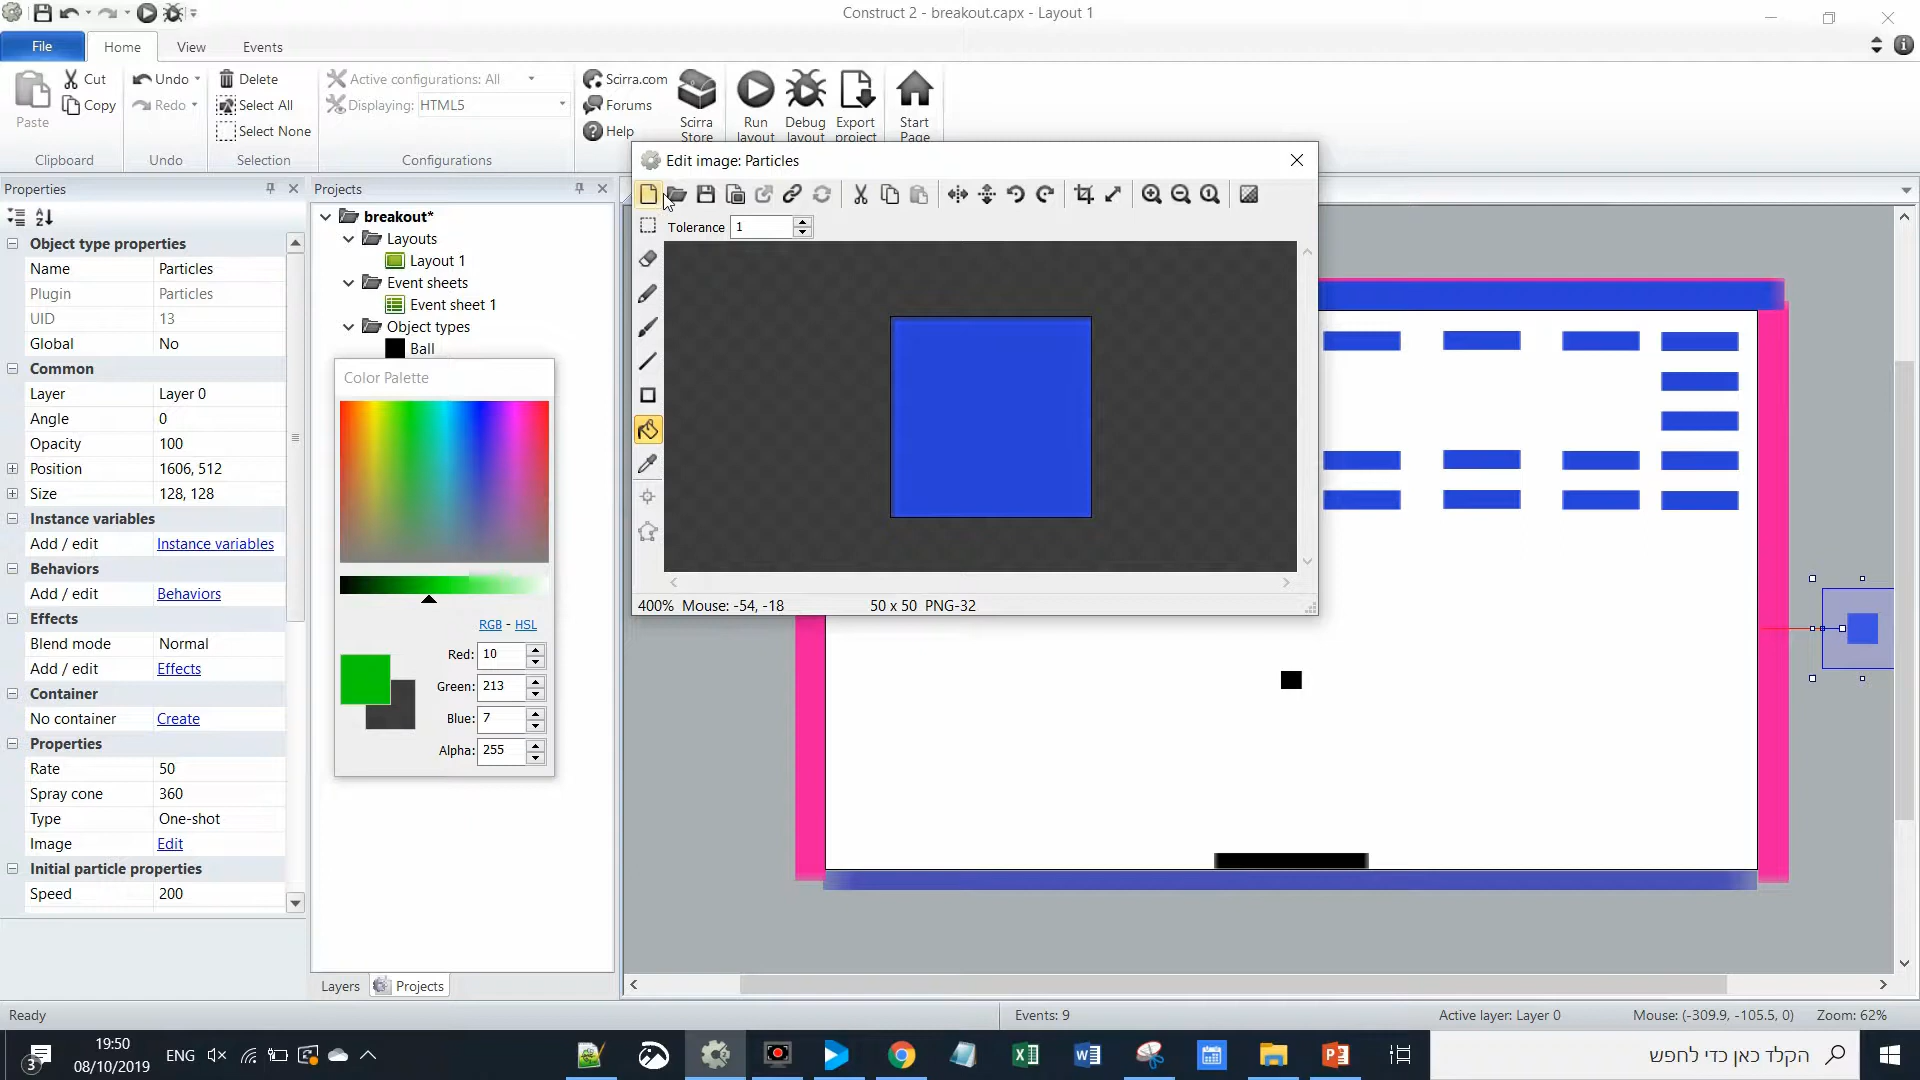 Construct 2 - breakout.capx - Layout 1
File
Home
View
Events
Paste
Cut
Copy
Clipboard
Undo
Redo
Undo
Delete
Select All
Select None
Selection
Active configurations: All
Displaying: HTML5
Configurations
Scirra.com
Forums
Help
Scirra
Store
Run
layout
Debug
layout
Export
project
Start
Page
Properties
Object type properties
Name Particles
Plugin Particles
UID 13
Global No
Common
Layer Layer 0
Angle 0
Opacity 100
Position 1606, 512
Size 128, 128
Instance variables
Add / edit Instance variables
Behaviors
Add / edit Behaviors
Effects
Blend mode Normal
Add / edit Effects
Container
No container Create
Properties
Rate 50
Spray cone 360
Type One-shot
Image Edit
Initial particle properties
Speed 200
Projects
breakout*
Layouts
Layout 1
Event sheets
Event sheet 1
Object types
Ball
Color Palette
RGB - HSL
Red: 10
Green: 213
Blue: 7
Alpha: 255
Layers
Projects
Edit image: Particles
Tolerance 1
400% Mouse: -54, -18 50 x 50 PNG-32
Ready
Events: 9
Active layer: Layer 0
Mouse: (-309.9, -105.5, 0)
Zoom: 62%
3
19:50
08/10/2019
ENG
הקלד כאן כדי לחפש